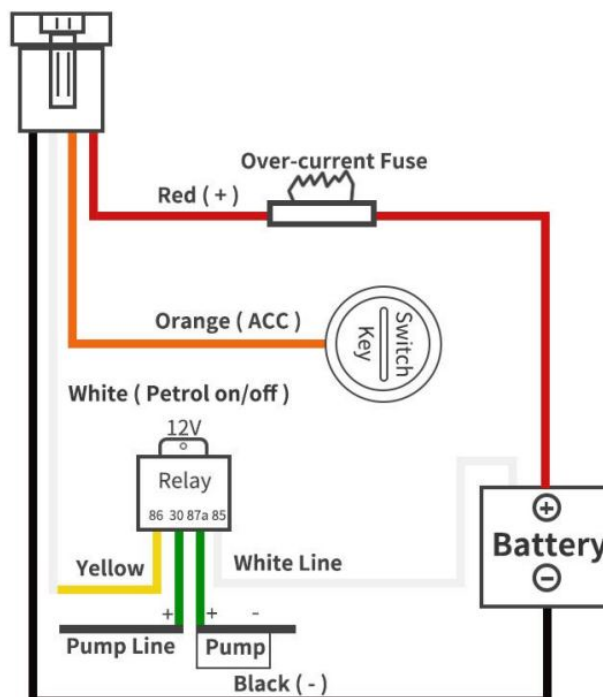 Over-current Fuse
Red ( + )
Orange ( ACC )
Switch
Key
White ( Petrol on/off )
12V
Relay
86 30 87a 85
+
Battery
-
Yellow
White Line
+ + -
Pump Line
Pump
Black ( - )